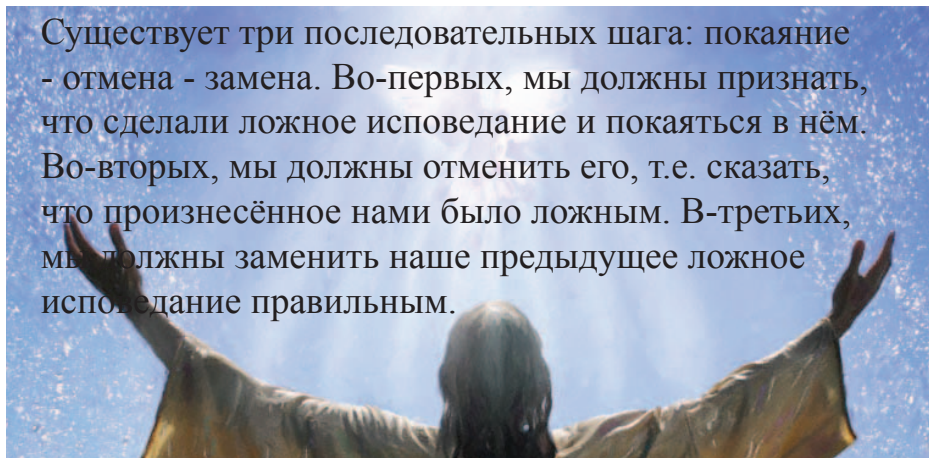 Существует три последовательных шага: покаяние
- отмена - замена. Во-первых, мы должны признать,
что сделали ложное исповедание и покаяться в нём.
Во-вторых, мы должны отменить его, т.е. сказать,
что произнесённое нами было ложным. В-третьих,
мы должны заменить наше предыдущее ложное
исповедание правильным.